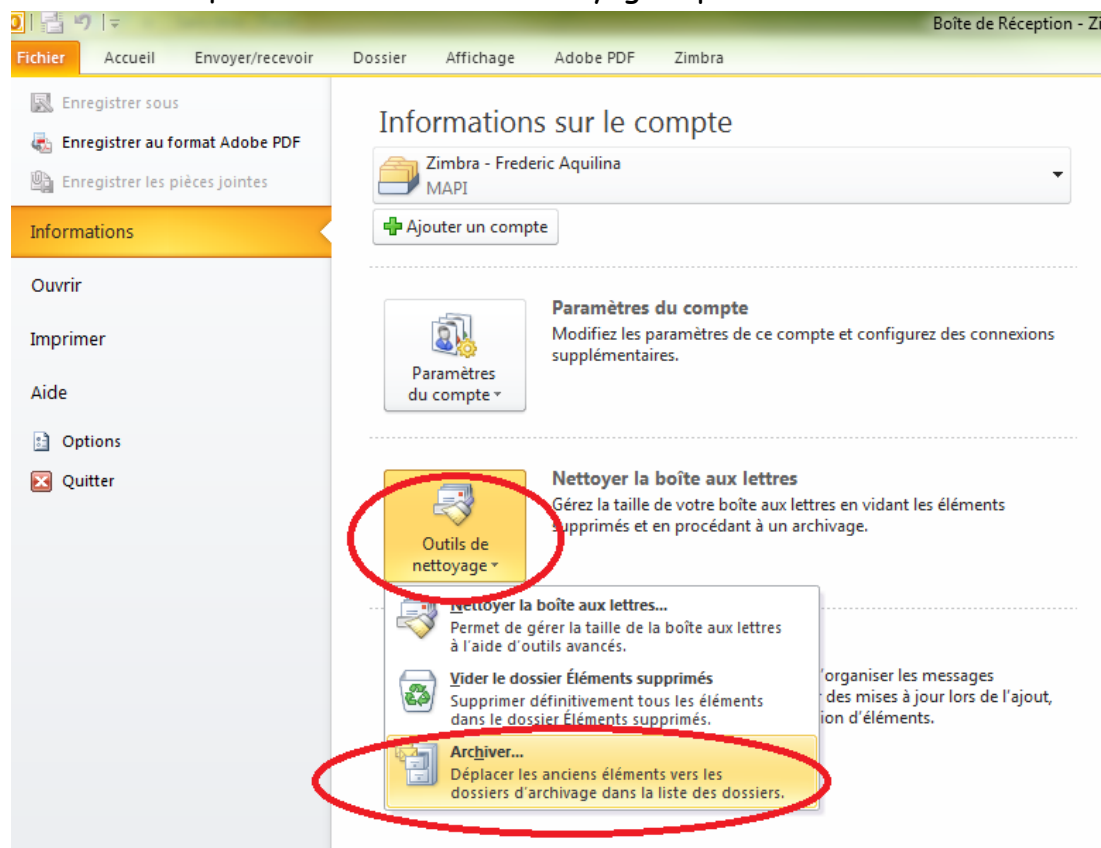 Boîte de Réception - Zi
Fichier Accueil Envoyer/recevoir Dossier Affichage Adobe PDF Zimbra
Enregistrer sous
Enregistrer au format Adobe PDF
Enregistrer les pièces jointes
Informations
Ouvrir
Imprimer
Aide
Options
Quitter
Informations sur le compte
Zimbra - Frederic Aquilina
MAPI
Ajouter un compte
Paramètres
du compte
Paramètres du compte
Modifiez les paramètres de ce compte et configurez des connexions
supplémentaires.
Outils de
nettoyage
Nettoyer la boîte aux lettres
Gérez la taille de votre boîte aux lettres en vidant les éléments
supprimés et en procédant à un archivage.
Nettoyer la boîte aux lettres...
Permet de gérer la taille de la boîte aux lettres
à l'aide d'outils avancés.
Vider le dossier Éléments supprimés
Supprimer définitivement tous les éléments
dans le dossier Éléments supprimés.
Archiver...
Déplacer les anciens éléments vers les
dossiers d'archivage dans la liste des dossiers.
'organiser les messages
des mises à jour lors de l'ajout,
ion d'éléments.